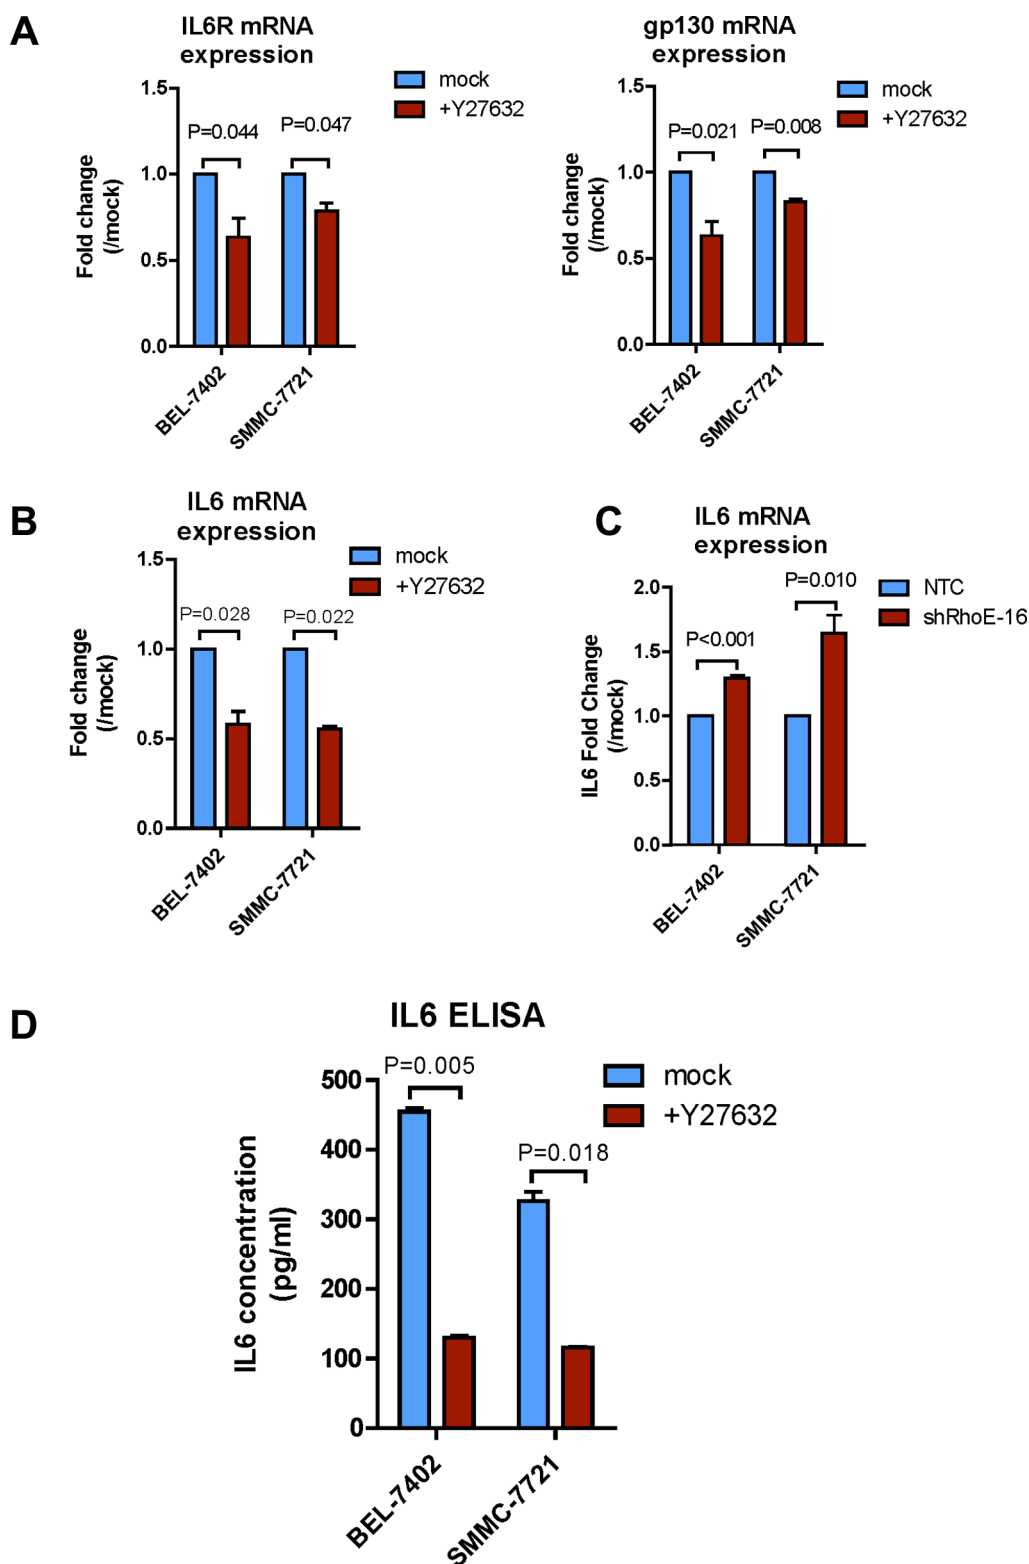 A
IL6R mRNA
expression
mock
+Y27632
P=0.044
P=0.047
Fold change
(/mock)
1.5
1.0
0.5
0.0
BEL-7402
SMMC-7721
gp130 mRNA
expression
mock
+Y27632
P=0.021
P=0.008
Fold change
(/mock)
1.5
1.0
0.5
0.0
BEL-7402
SMMC-7721
B
IL6 mRNA
expression
mock
+Y27632
P=0.028
P=0.022
Fold change
(/mock)
1.5
1.0
0.5
0.0
BEL-7402
SMMC-7721
C
IL6 mRNA
expression
NTC
shRhoE-16
P<0.001
P=0.010
IL6 Fold Change
(/mock)
2.0
1.5
1.0
0.5
0.0
BEL-7402
SMMC-7721
D
IL6 ELISA
mock
+Y27632
P=0.005
P=0.018
IL6 concentration
(pg/ml)
500
400
300
200
100
0
BEL-7402
SMMC-7721